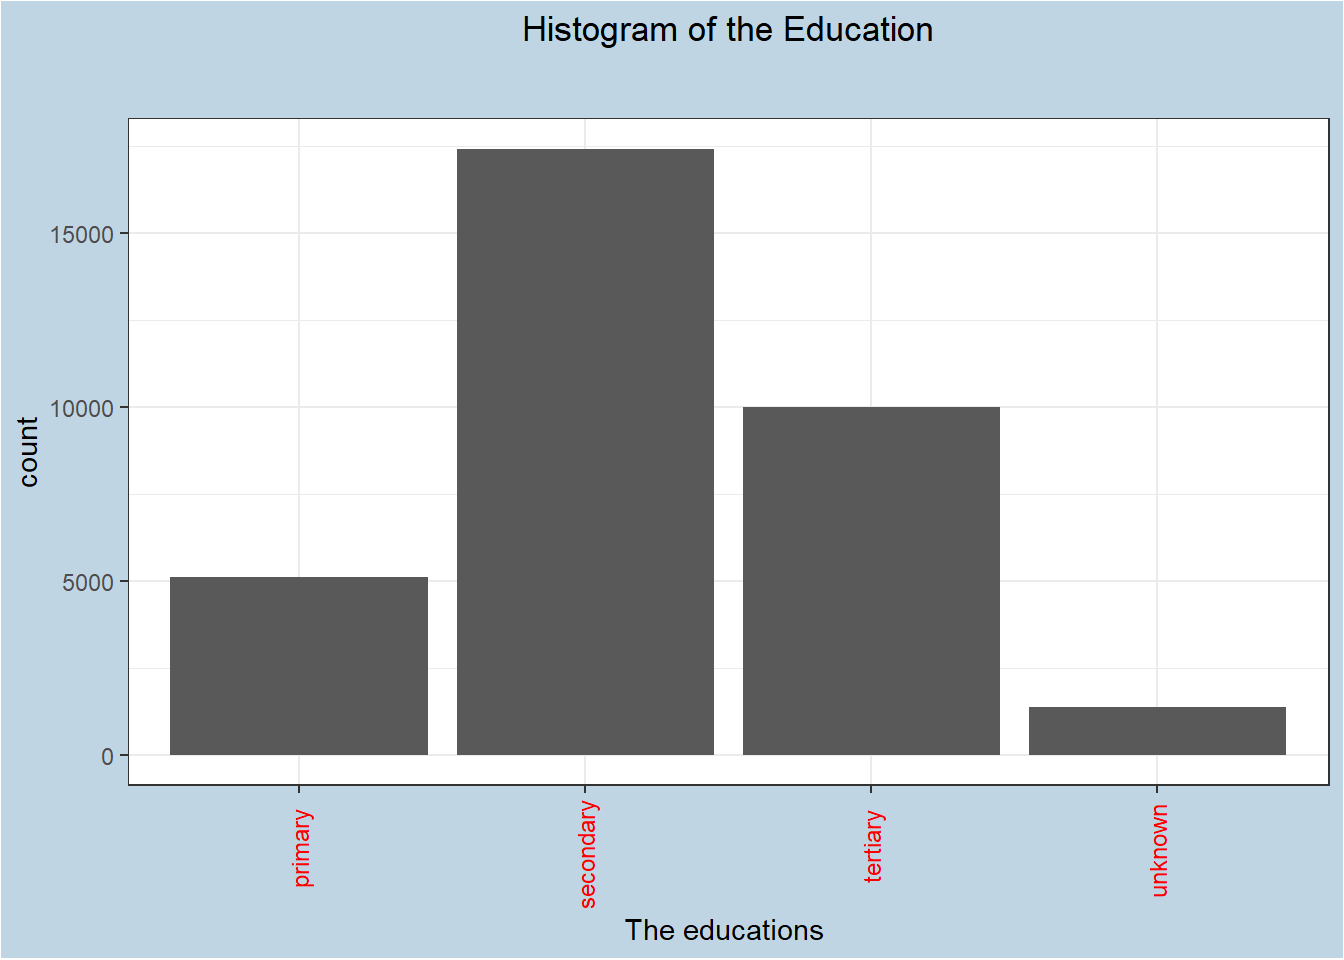 Histogram of the Education
count
15000
10000
5000
0
primary
secondary
tertiary
unknown
The educations